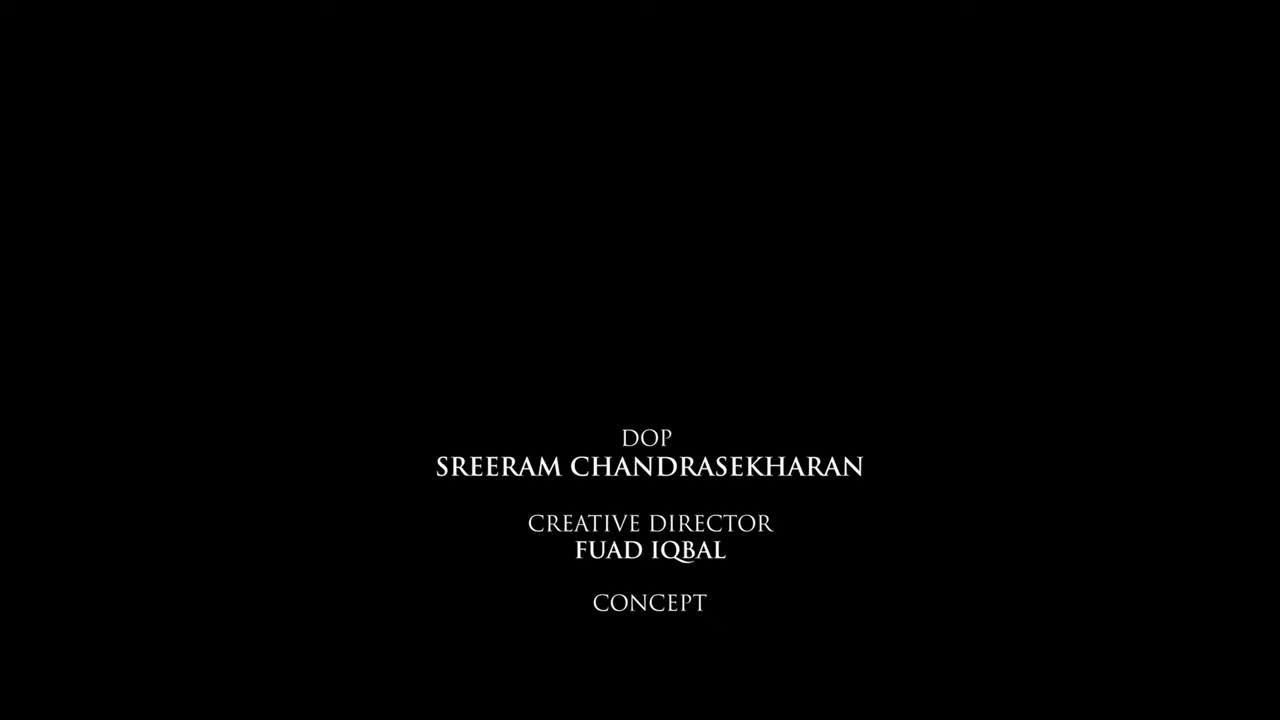 DOP
SREERAM CHANDRASEKHARAN
CREATIVE DIRECTOR
FUAD IQBAL
CONCEPT